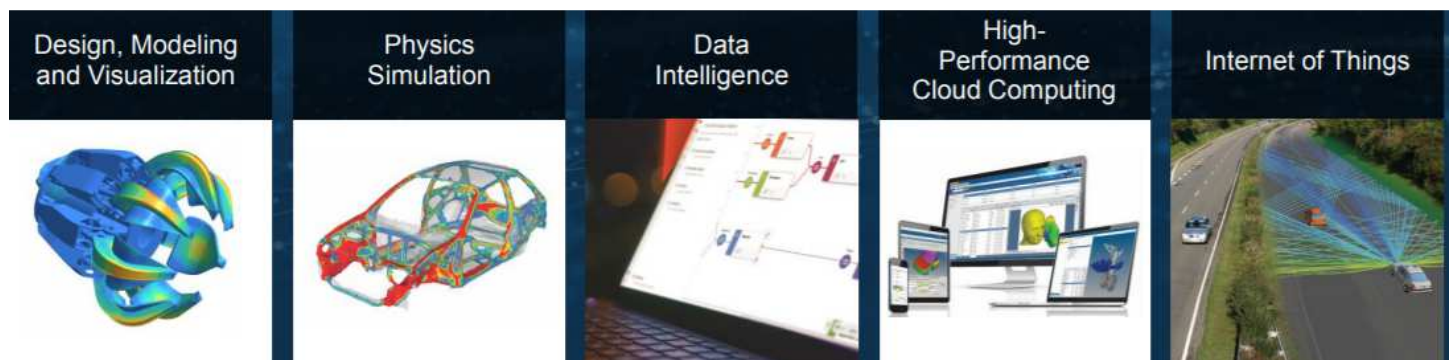 Design, Modeling
and Visualization
Physics
Simulation
Data
Intelligence
High-
Performance
Cloud Computing
Internet of Things